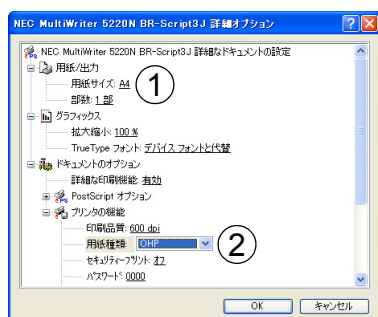 NEC MultiWriter 5220N BR-Script3J 詳細オプション
NEC MultiWriter 5220N BR-Script3J 詳細なドキュメントの設定
用紙/出力
用紙サイズ: A4
①
部数: 1 部
グラフィックス
拡大縮小: 100 %
TrueType フォント: デバイス フォントと代替
ドキュメントのオプション
詳細な印刷機能: 有効
PostScript オプション
プリンタの機能
印刷品質: 600 dpi
用紙種類: OHP
②
セキュリティープリント: オフ
パスワード: 0000
OK キャンセル